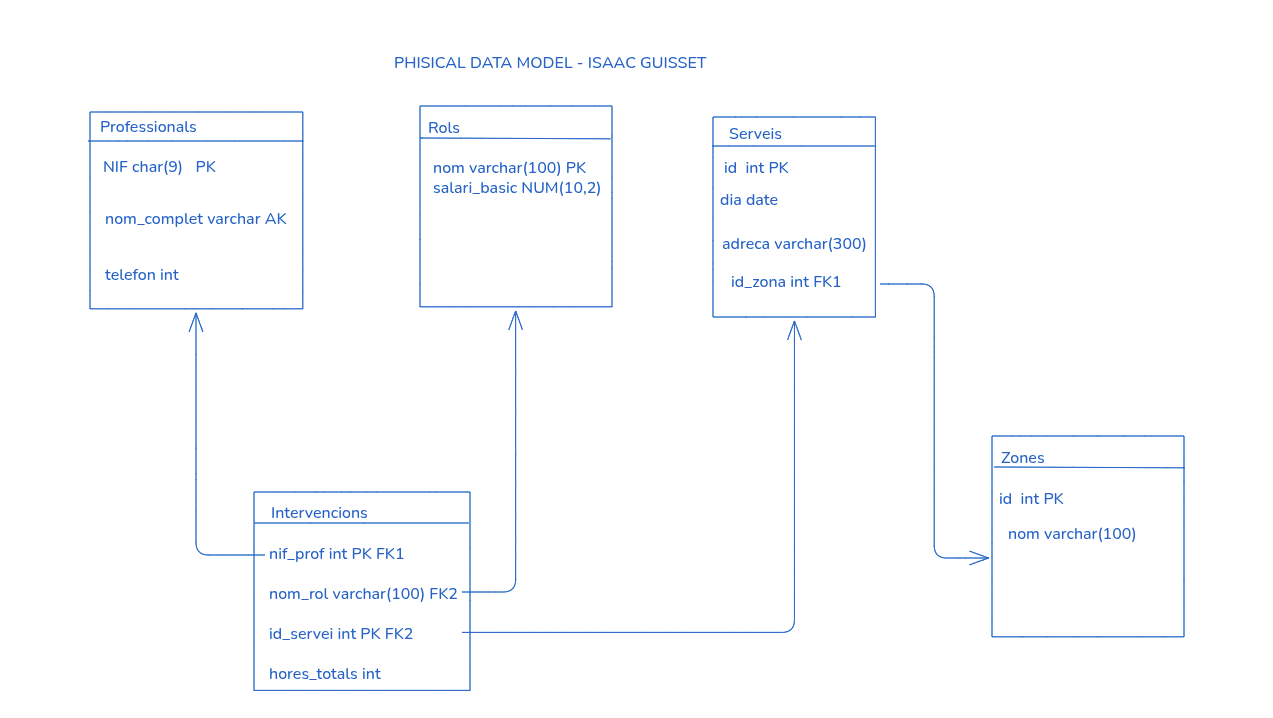 PHISICAL DATA MODEL - ISAAC GUISSET
Professionals
NIF char(9) PK
nom_complet varchar AK
telefon int
Rols
nom varchar(100) PK
salari_basic NUM(10,2)
Serveis
id int PK
dia date
adreca varchar(300)
id_zona int FK1
Intervencions
nif_prof int PK FK1
nom_rol varchar(100) FK2
id_servei int PK FK2
hores_totals int
Zones
id int PK
nom varchar(100)